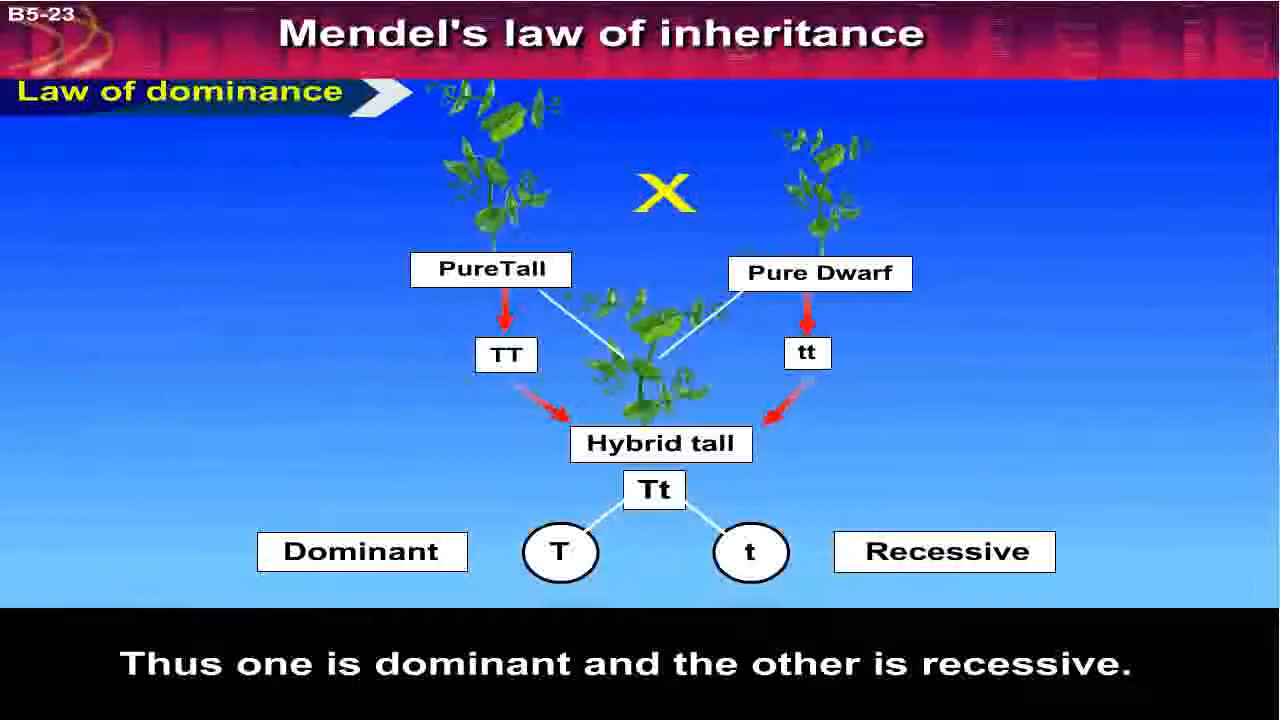 B5-23
Mendel's law of inheritance
Law of dominance
X
PureTall
Pure Dwarf
TT
tt
Hybrid tall
Tt
Dominant
T
t
Recessive
Thus one is dominant and the other is recessive.